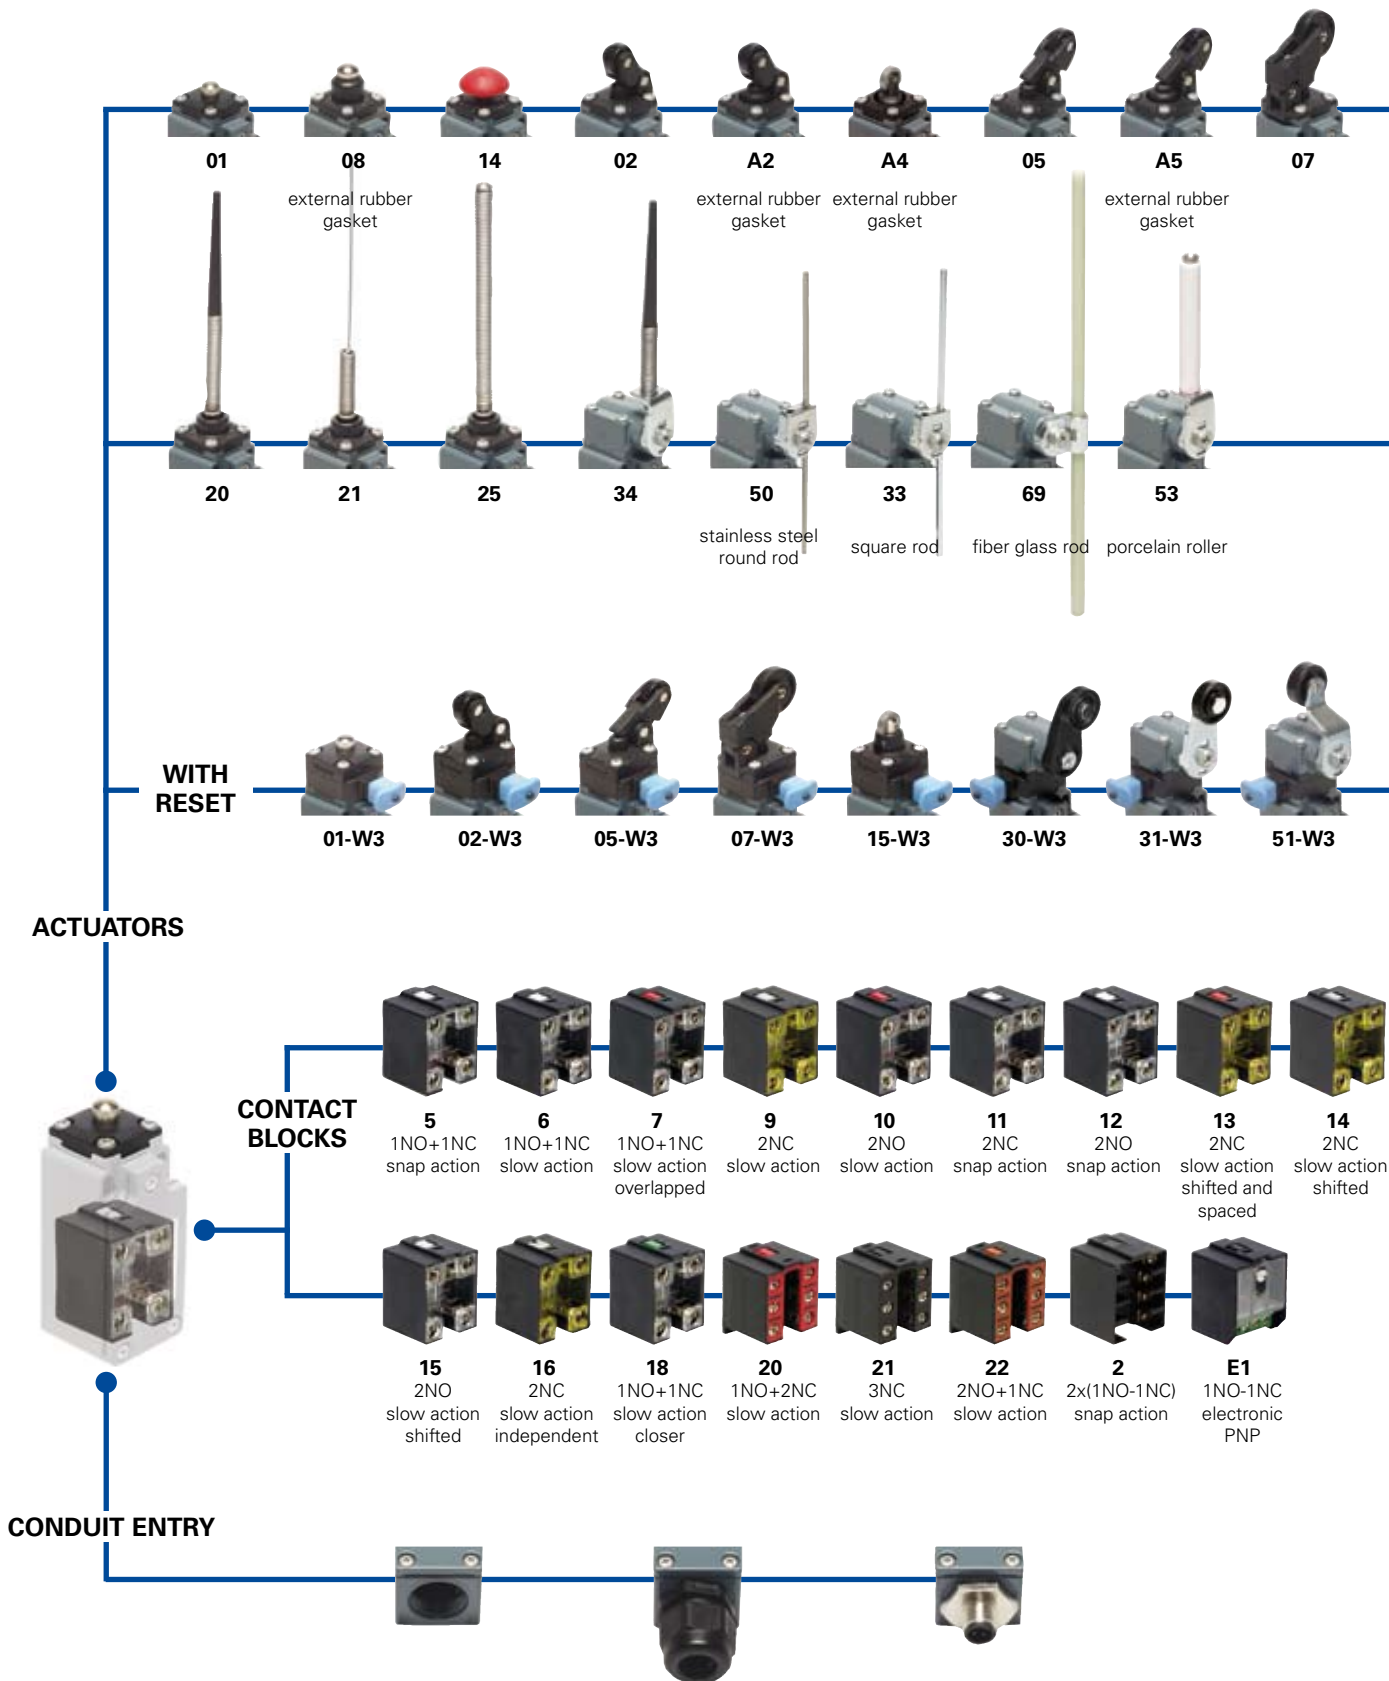 01 08 14 02 A2 A4 05 A5 07
external rubber gasket
external rubber gasket
external rubber gasket
external rubber gasket
20 21 25 34 50 33 69 53
stainless steel round rod
square rod
fiber glass rod
porcelain roller
WITH
RESET
01-W3 02-W3 05-W3 07-W3 15-W3 30-W3 31-W3 51-W3
ACTUATORS
CONTACT
BLOCKS
5
1NO+1NC
snap action
6
1NO+1NC
slow action
7
1NO+1NC
slow action
overlapped
9
2NC
slow action
10
2NO
slow action
11
2NC
snap action
12
2NO
snap action
13
2NC
slow action
shifted and
spaced
14
2NC
slow action
shifted
15
2NO
slow action
shifted
16
2NC
slow action
independent
18
1NO+1NC
slow action
closer
20
1NO+2NC
slow action
21
3NC
slow action
22
2NO+1NC
slow action
2
2x(1NO-1NC)
snap action
E1
1NO-1NC
electronic
PNP
CONDUIT ENTRY